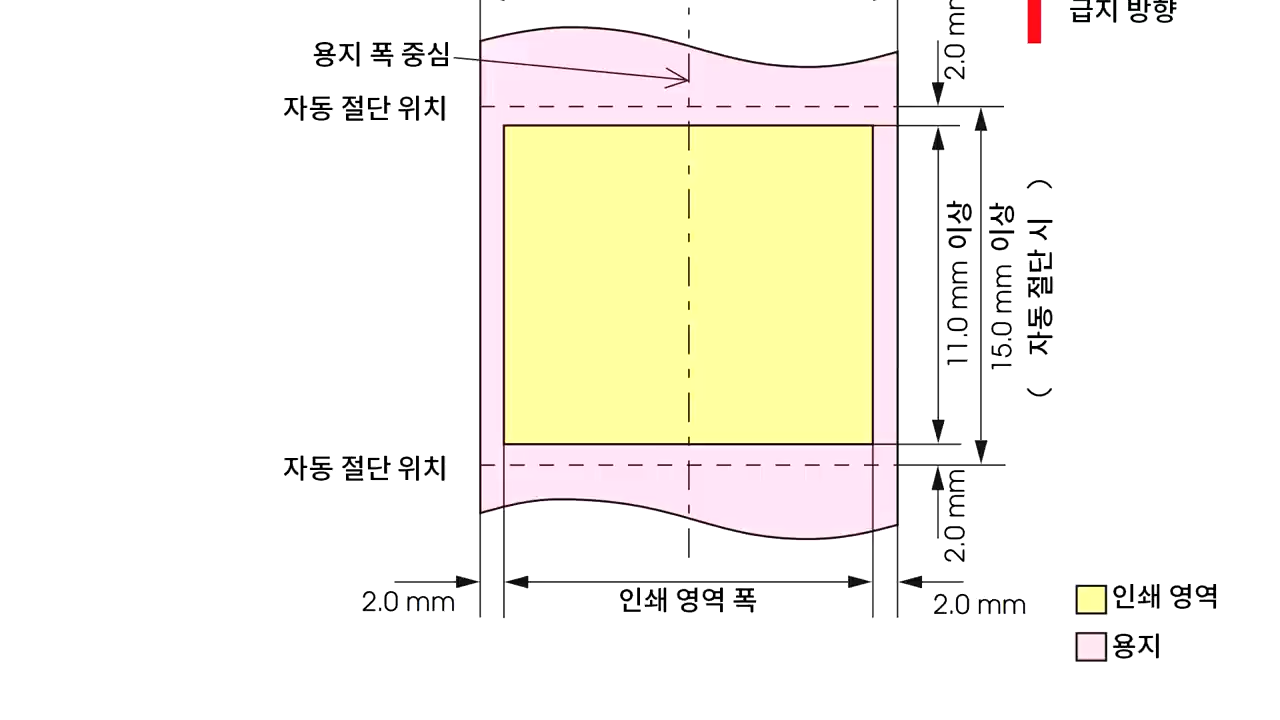 급지 방향
2.0 mm
용지 폭 중심
자동 절단 위치
11.0 mm 이상
15.0 mm 이상
( 자동 절단 시 )
자동 절단 위치
2.0 mm
2.0 mm
인쇄 영역 폭
2.0 mm
인쇄 영역
용지